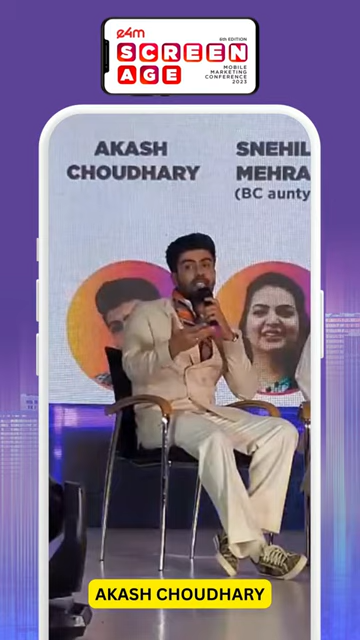 e4m
6th EDITION
SCREEN
AGE
MOBILE
MARKETING
CONFERENCE
2023
AKASH
CHOUDHARY
SNEHIL
MEHRA
(BC aunty
AKASH CHOUDHARY